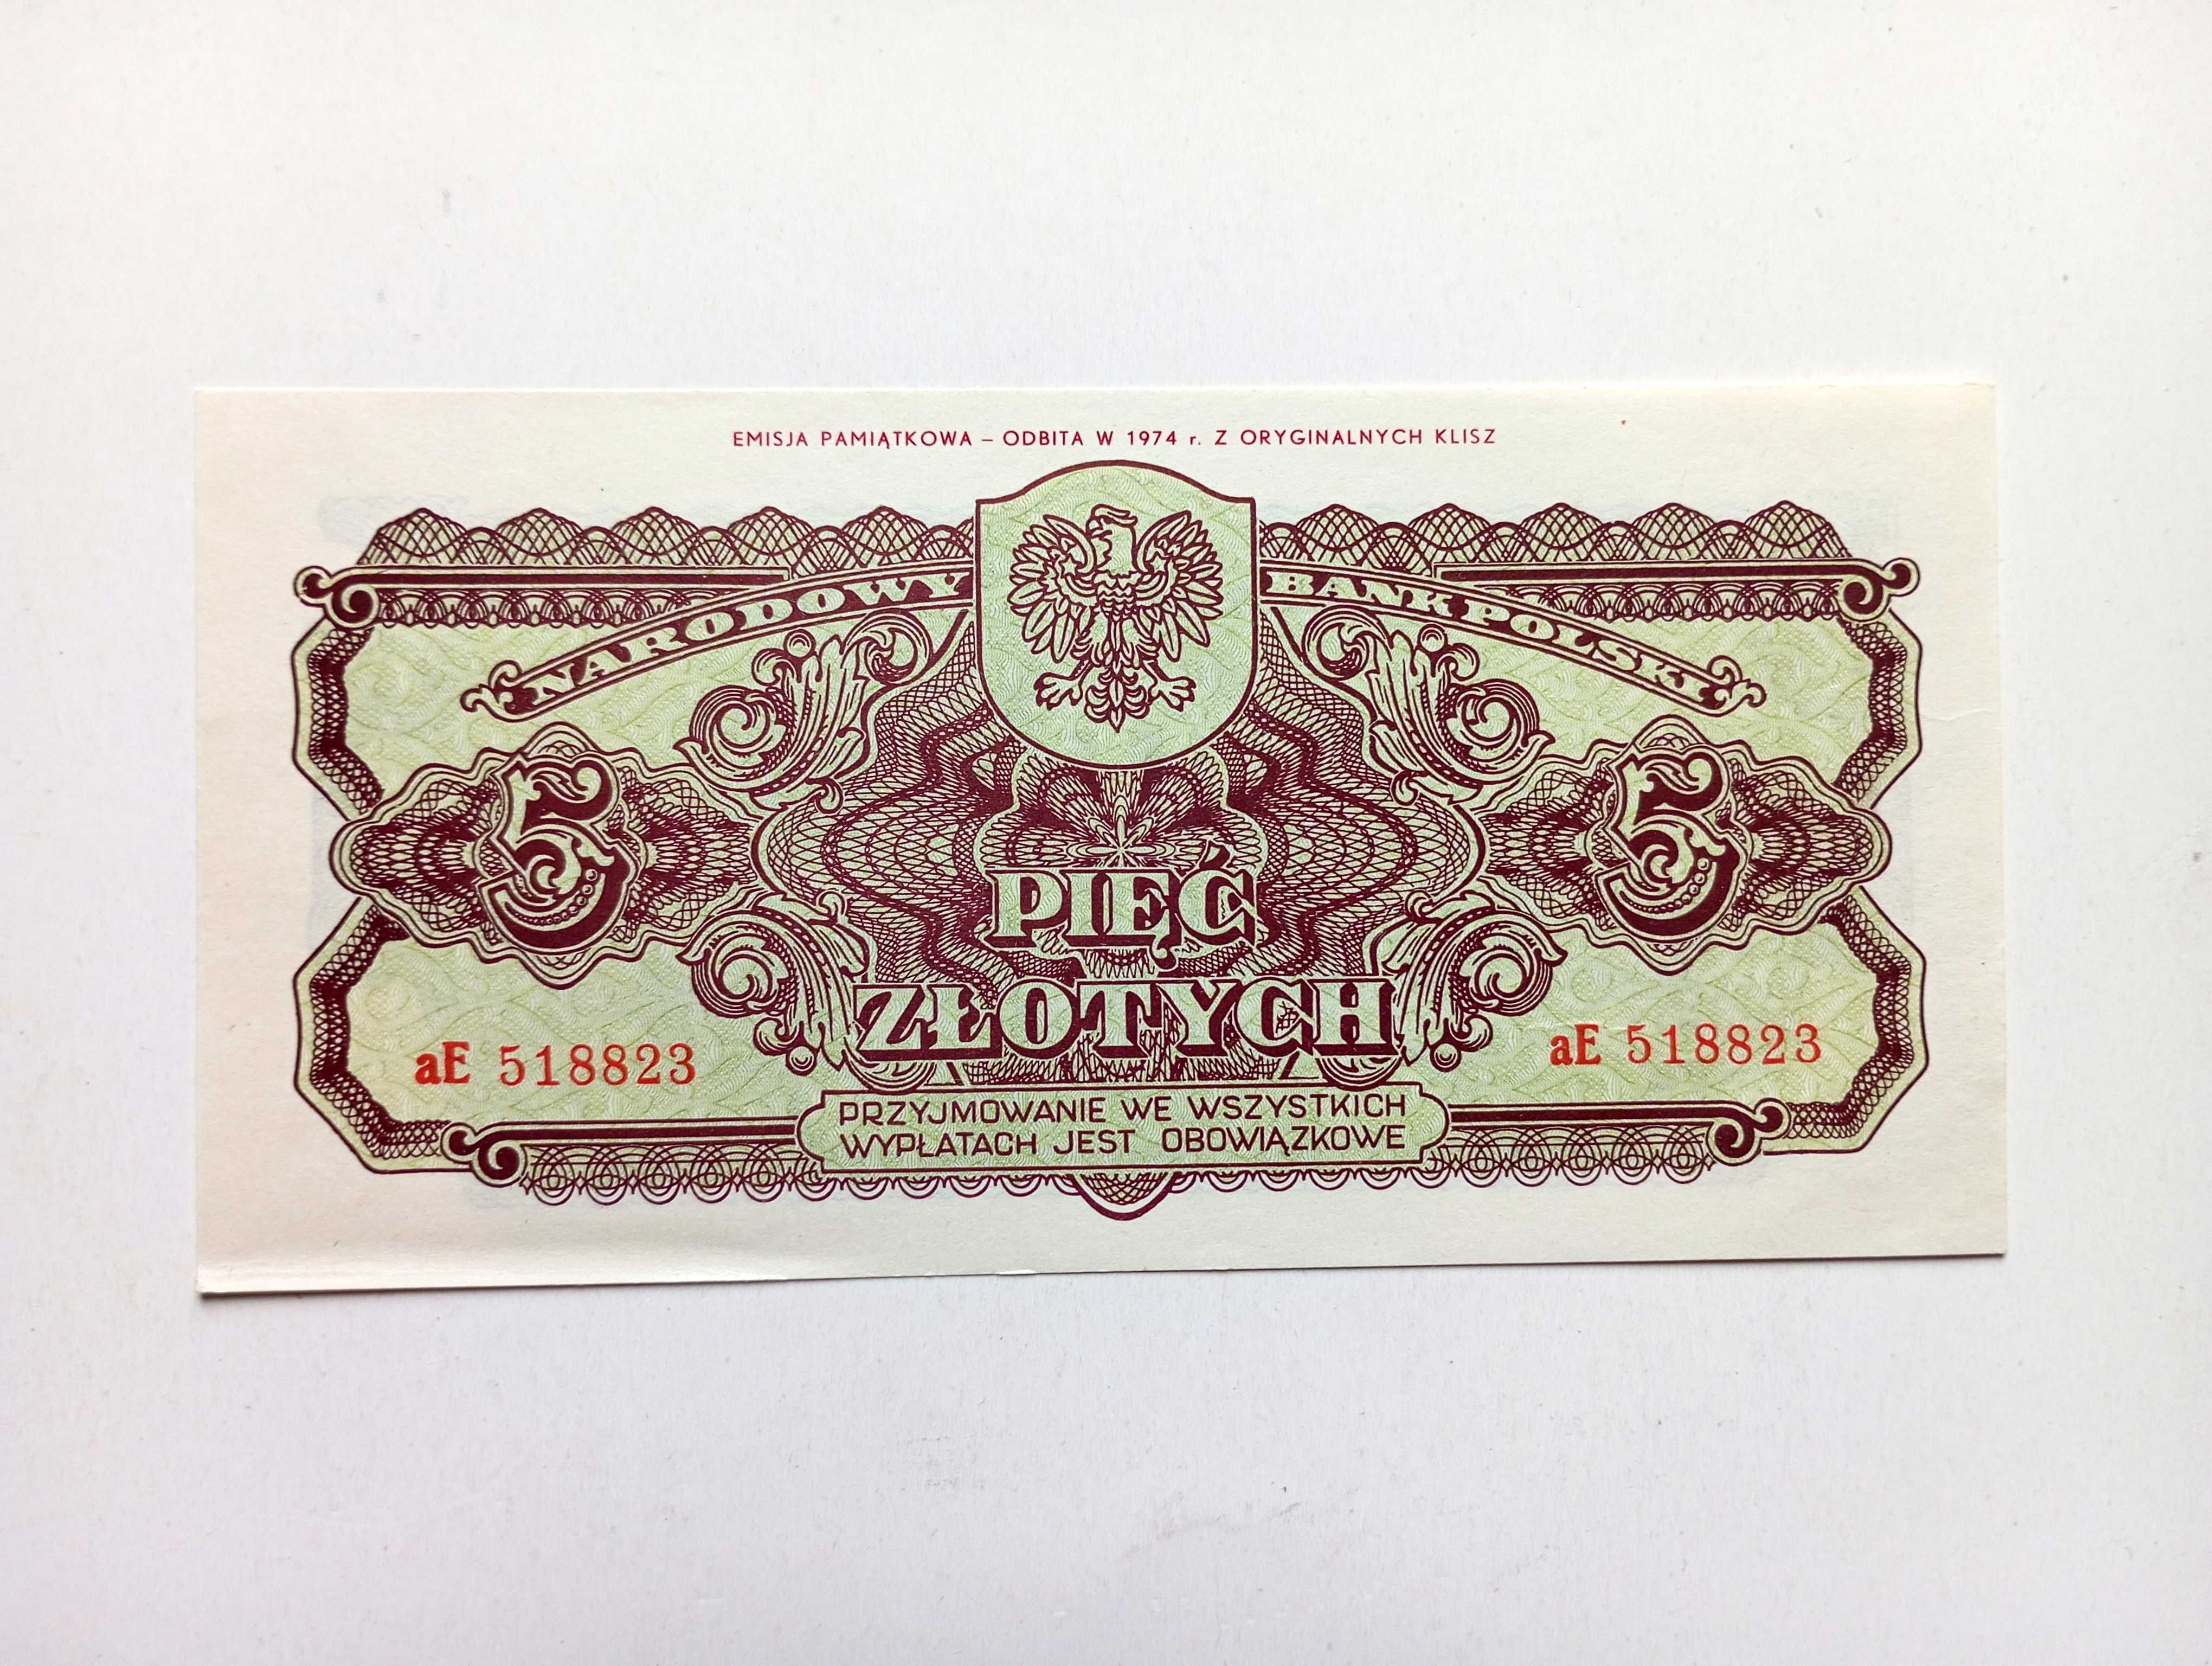 EMISJA PAMIĄTKOWA – ODBITA W 1974 r. Z ORYGINALNYCH KLISZ
NARODOWY BANK POLSKI
5 5
PIĘĆ
ZŁOTYCH
aE 518823 aE 518823
PRZYJMOWANIE WE WSZYSTKICH
WYPŁATACH JEST OBOWIĄZKOWE